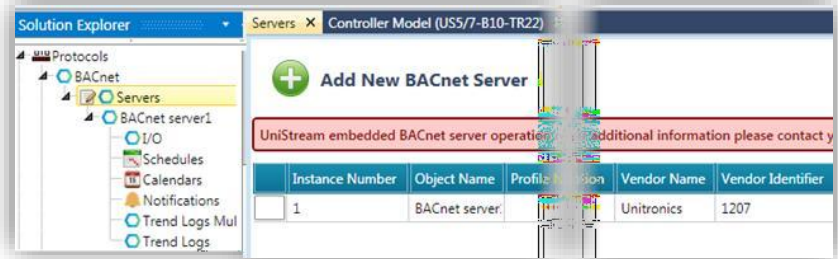 Solution Explorer
Servers X Controller Model (US5/7-B10-TR22)
Protocols
BACnet
Servers
BACnet server1
I/O
Schedules
Calendars
Notifications
Trend Logs Mul
Trend Logs
Add New BACnet Server
UniStream embedded BACnet server additional information please contact y
Instance Number Object Name Vendor Name Vendor Identifier
1 BACnet server Unitronics 1207